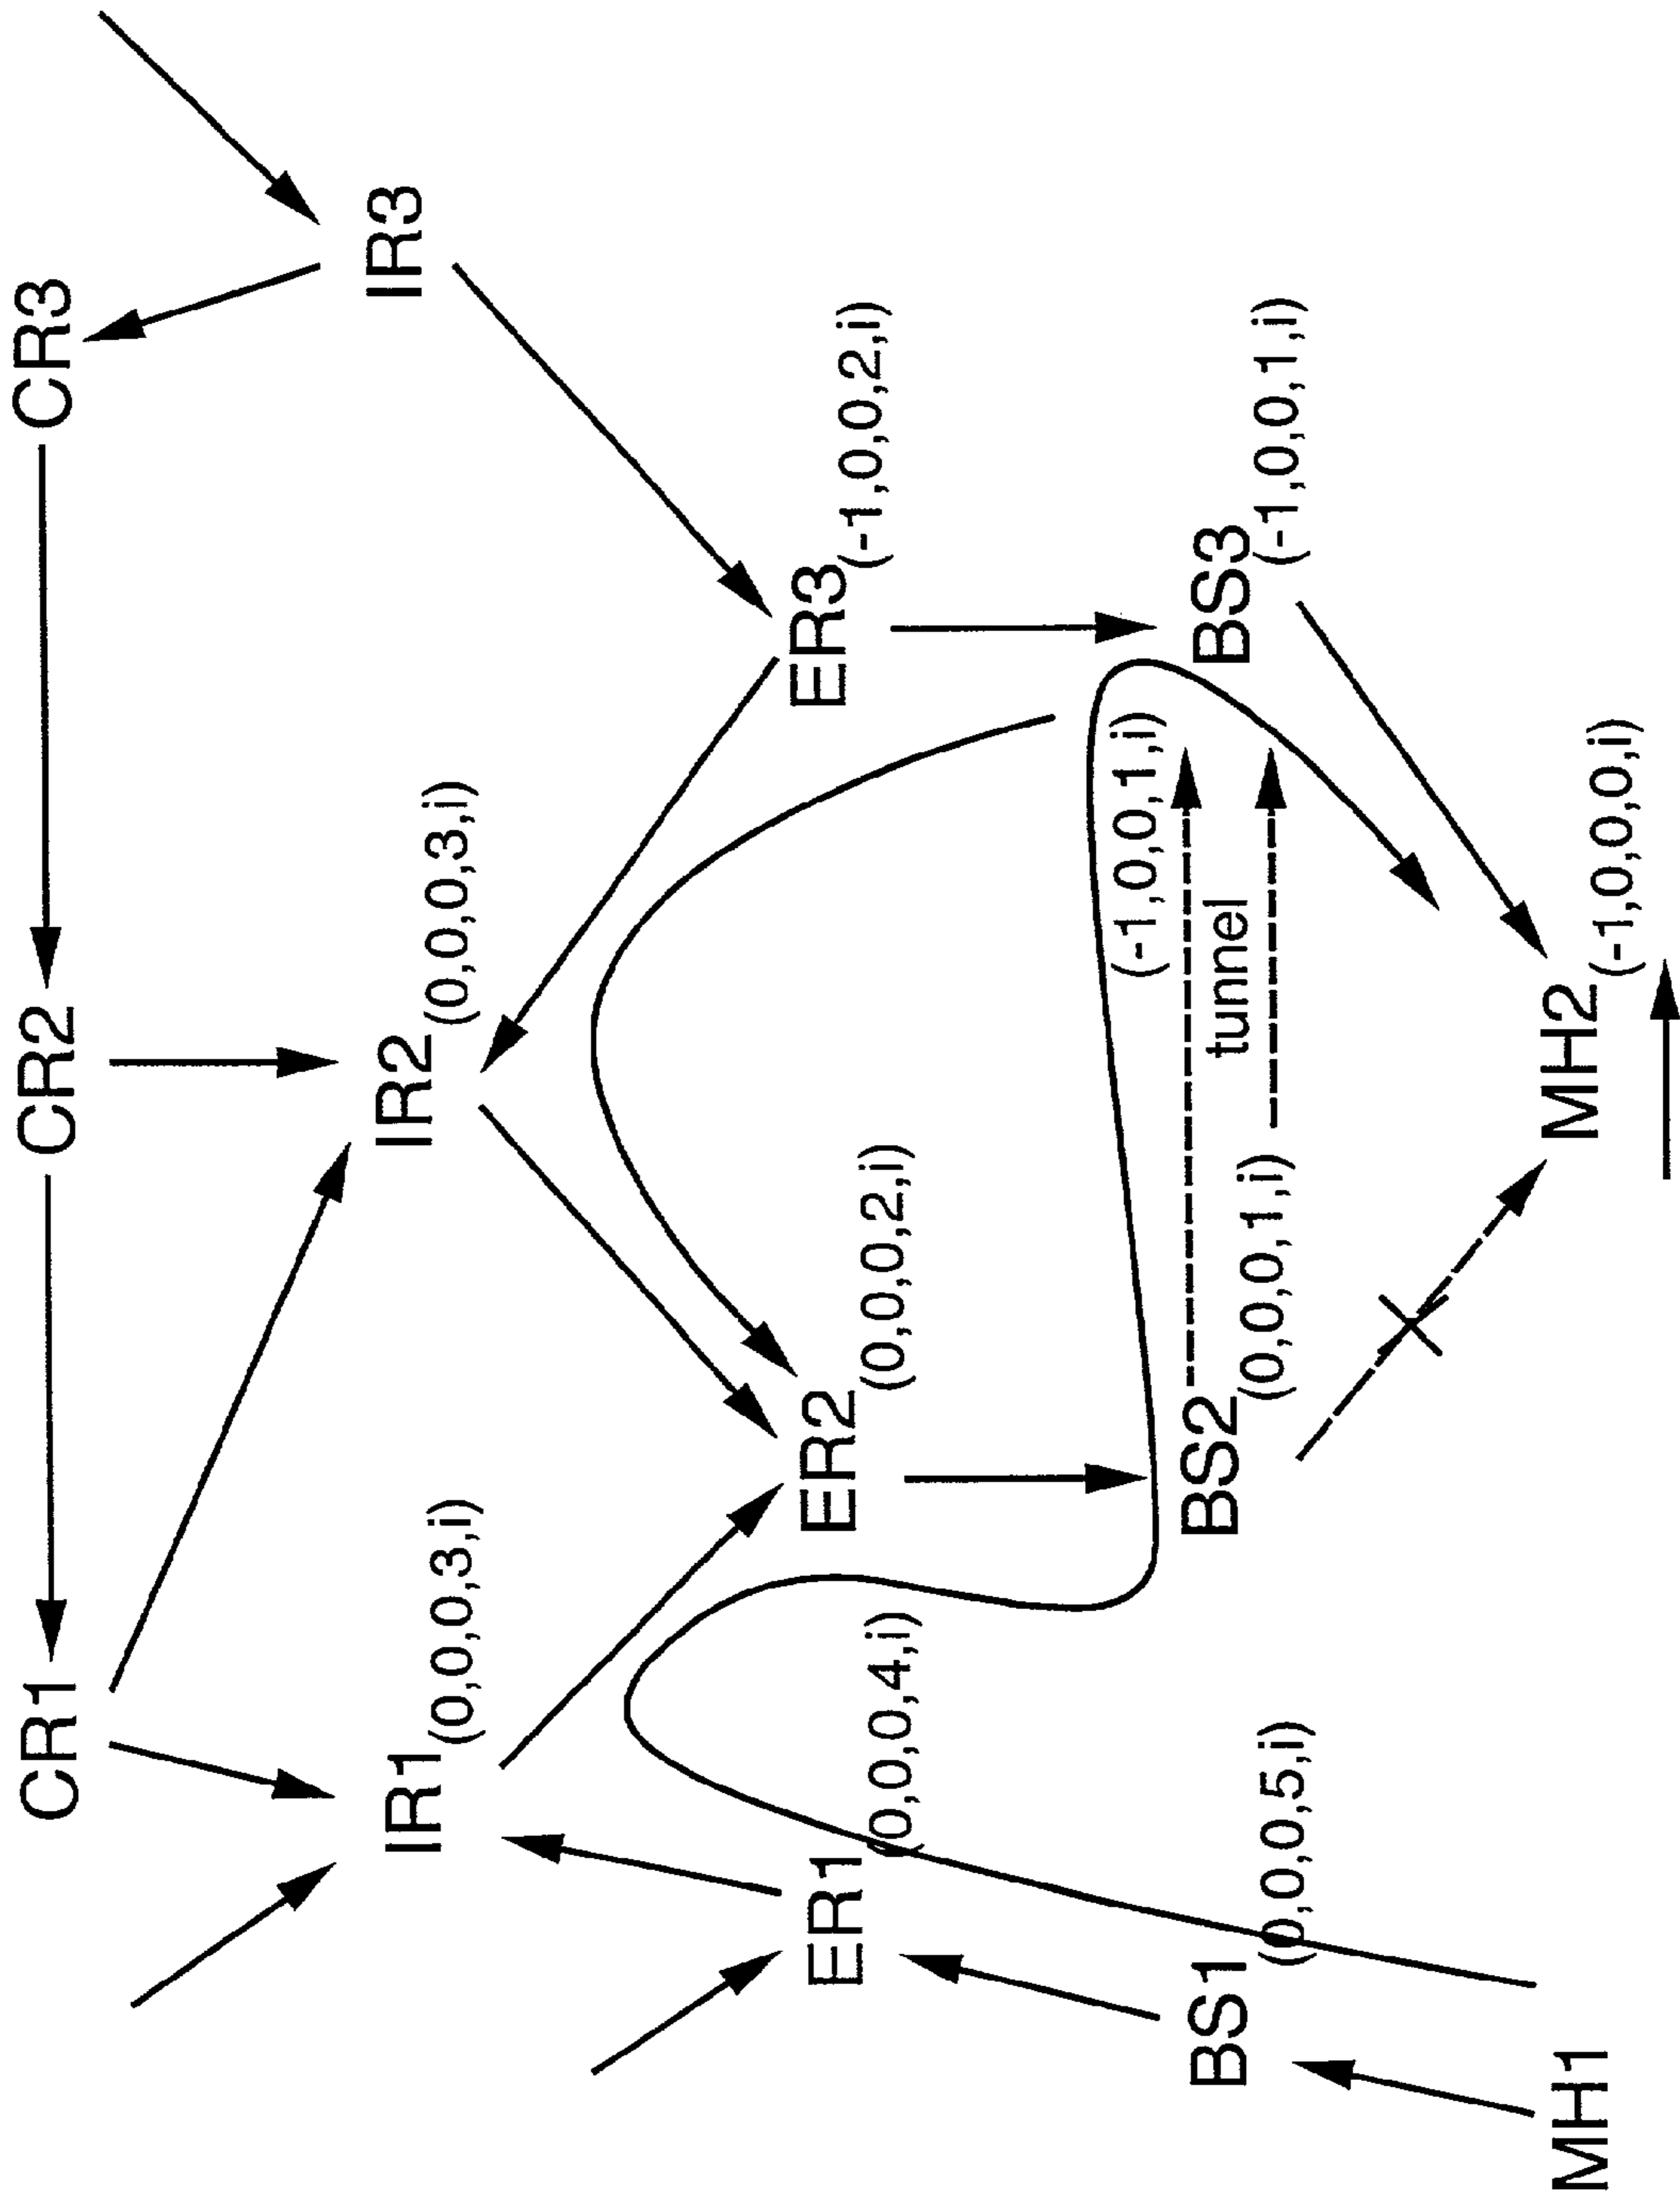 CR1
CR2
CR3
IR1 (0,0,0,3,i)
IR2 (0,0,0,3,i)
IR3
ER1 (0,0,0,4,i)
ER2 (0,0,0,2,i)
ER3 (-1,0,0,2,i)
(-1,0,0,1,i)
tunnel
BS1 (0,0,0,5,i)
BS2 (0,0,0,1,i)
BS3 (-1,0,0,1,i)
MH1
MH2 (-1,0,0,0,i)